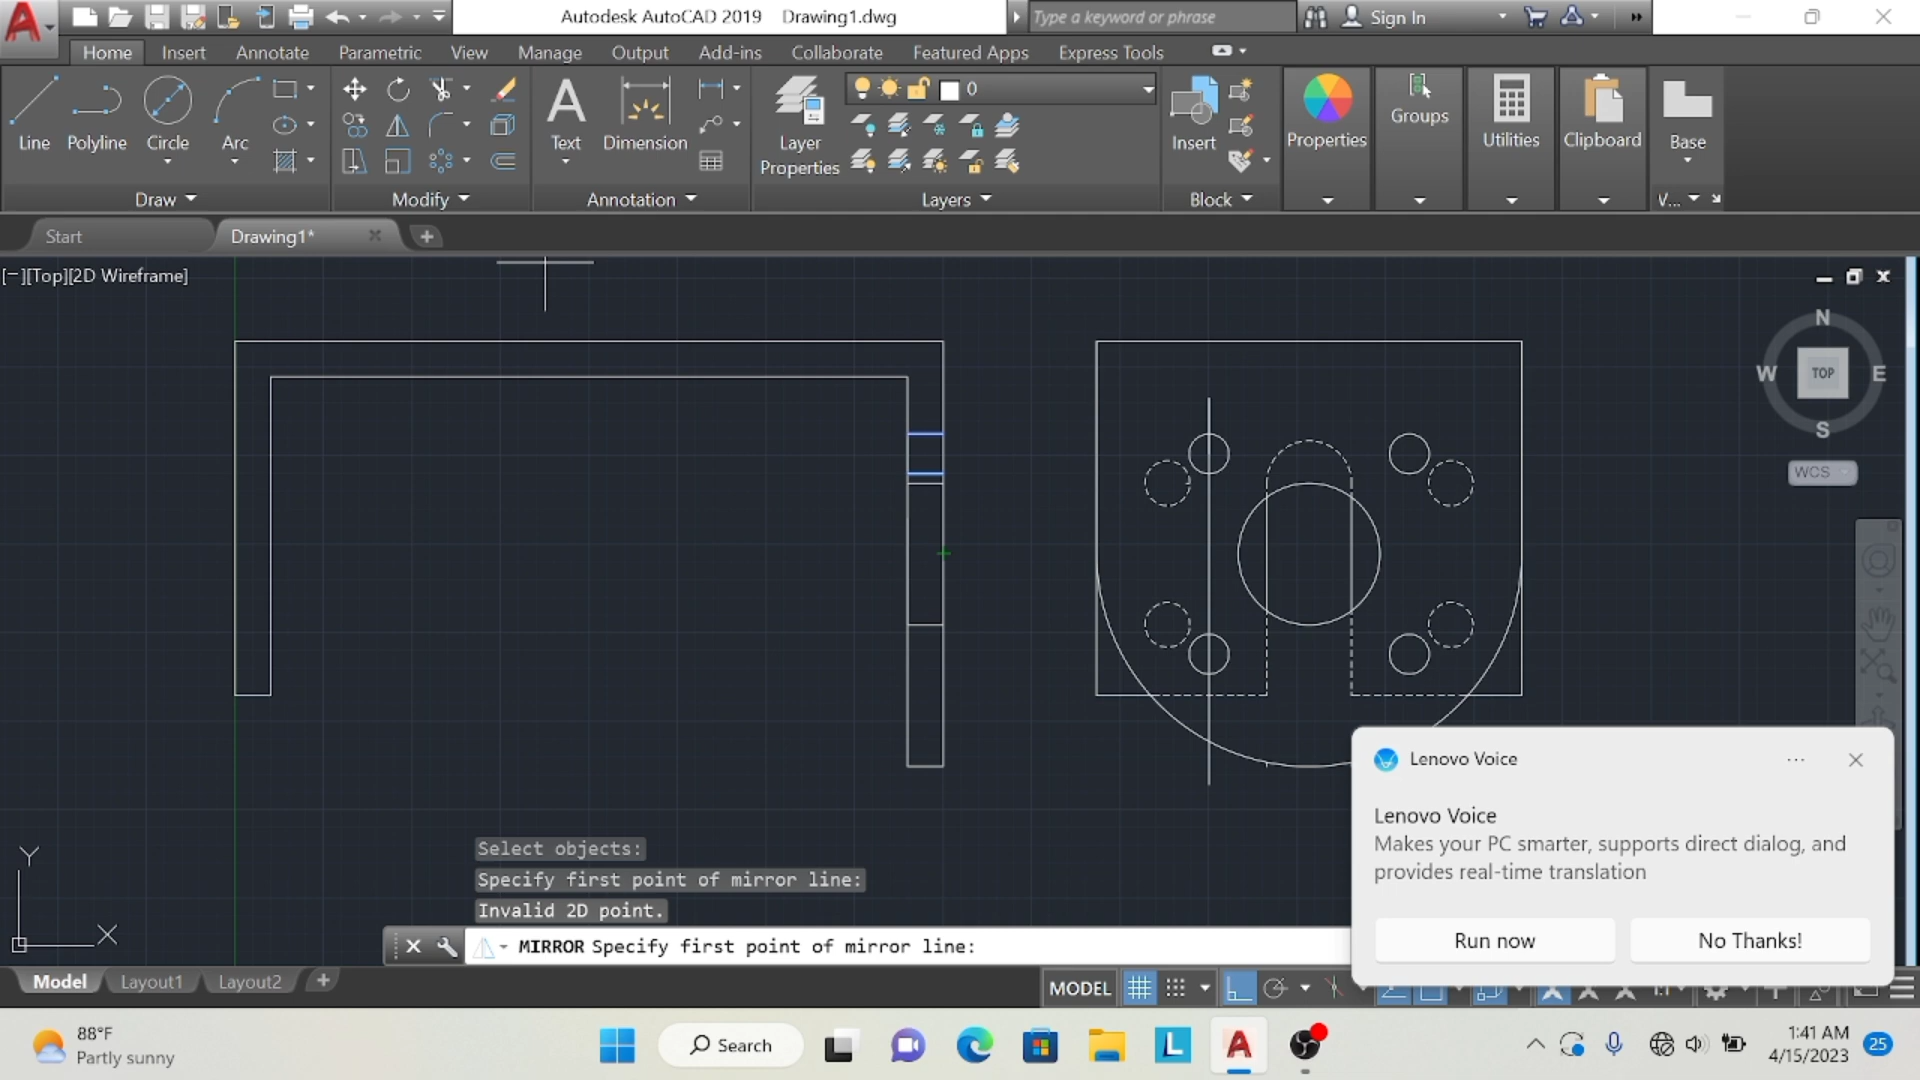 Autodesk AutoCAD 2019 Drawing1.dwg
Type a keyword or phrase
Sign In
Home Insert Annotate Parametric View Manage Output Add-ins Collaborate Featured Apps Express Tools
0
Line Polyline Circle Arc
Text Dimension
Layer
Properties
Insert
Properties
Groups
Utilities
Clipboard
Base
Draw Modify Annotation Layers Block V...
Start Drawing1*
[−][Top][2D Wireframe]
N
W TOP E
S
WCS
Y
X
Select objects:
Specify first point of mirror line:
Invalid 2D point.
MIRROR Specify first point of mirror line:
Lenovo Voice
Lenovo Voice
Makes your PC smarter, supports direct dialog, and
provides real-time translation
Run now No Thanks!
Model Layout1 Layout2
MODEL
88°F
Partly sunny
Search
1:41 AM
4/15/2023
25